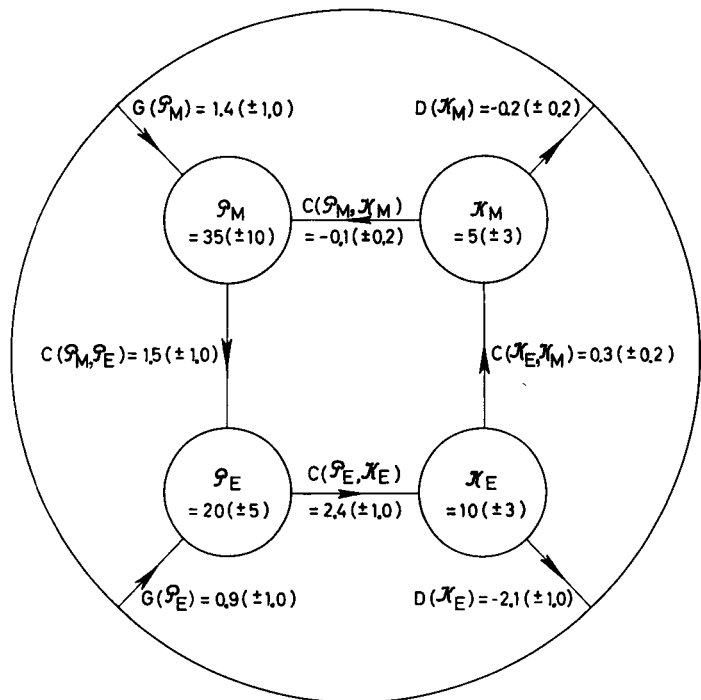 G(𝒫M) = 1.4(±1.0)
D(𝒦M) = -0.2(±0.2)
𝒫M
= 35(±10)
C(𝒫M,𝒦M)
= -0.1(±0.2)
𝒦M
= 5(±3)
C(𝒫M,𝒫E) = 1.5(±1.0)
C(𝒦E,𝒦M) = 0.3(±0.2)
𝒫E
= 20(±5)
C(𝒫E,𝒦E)
= 2.4(±1.0)
𝒦E
= 10(±3)
G(𝒫E) = 0.9(±1.0)
D(𝒦E) = -2.1(±1.0)